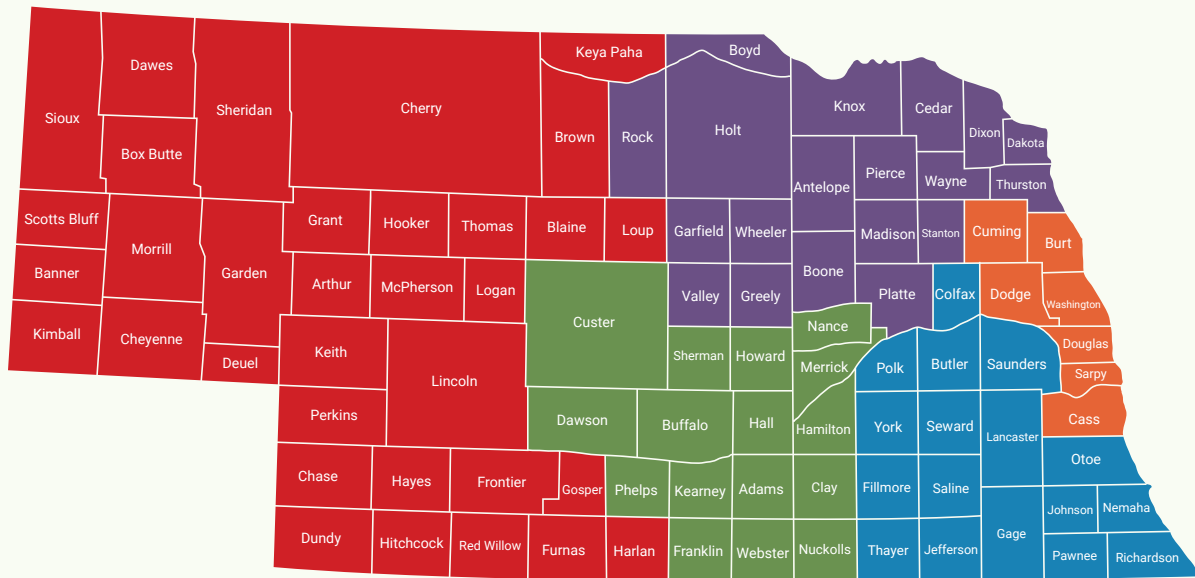 Keya Paha
Boyd
Dawes
Sioux
Sheridan
Cherry
Knox
Cedar
Box Butte
Brown
Rock
Holt
Dixon
Dakota
Pierce
Wayne
Thurston
Antelope
Scotts Bluff
Grant
Hooker
Thomas
Blaine
Loup
Garfield
Wheeler
Madison
Stanton
Cuming
Burt
Morrill
Banner
Garden
Arthur
McPherson
Logan
Boone
Valley
Greely
Platte
Colfax
Dodge
Washington
Custer
Nance
Kimball
Cheyenne
Deuel
Keith
Lincoln
Sherman
Howard
Merrick
Polk
Butler
Saunders
Douglas
Sarpy
Perkins
Dawson
Buffalo
Hall
Hamilton
York
Seward
Lancaster
Cass
Otoe
Chase
Hayes
Frontier
Gosper
Phelps
Kearney
Adams
Clay
Fillmore
Saline
Johnson
Nemaha
Dundy
Hitchcock
Red Willow
Furnas
Harlan
Franklin
Webster
Nuckolls
Thayer
Jefferson
Gage
Pawnee
Richardson